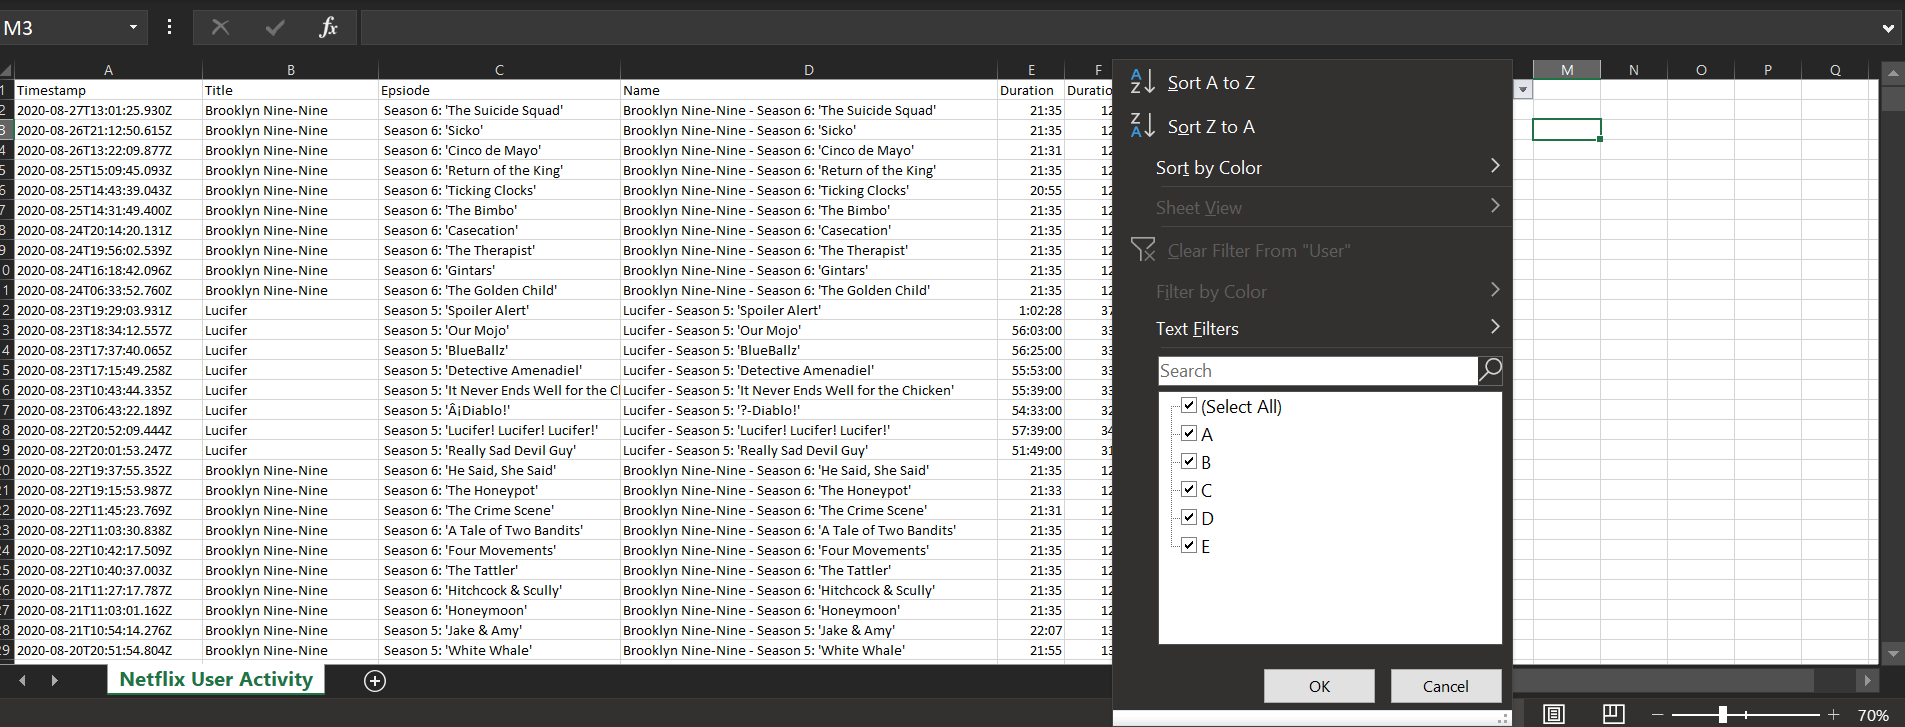 M3 fx
A B C D E F M N O P Q
1 Timestamp Title Epsiode Name Duration Duratio
2 2020-08-27T13:01:25.930Z Brooklyn Nine-Nine Season 6: 'The Suicide Squad' Brooklyn Nine-Nine - Season 6: 'The Suicide Squad' 21:35 12
3 2020-08-26T21:12:50.615Z Brooklyn Nine-Nine Season 6: 'Sicko' Brooklyn Nine-Nine - Season 6: 'Sicko' 21:35 12
4 2020-08-26T13:22:09.877Z Brooklyn Nine-Nine Season 6: 'Cinco de Mayo' Brooklyn Nine-Nine - Season 6: 'Cinco de Mayo' 21:31 12
5 2020-08-25T15:09:45.093Z Brooklyn Nine-Nine Season 6: 'Return of the King' Brooklyn Nine-Nine - Season 6: 'Return of the King' 21:35 12
6 2020-08-25T14:43:39.043Z Brooklyn Nine-Nine Season 6: 'Ticking Clocks' Brooklyn Nine-Nine - Season 6: 'Ticking Clocks' 20:55 12
7 2020-08-25T14:31:49.400Z Brooklyn Nine-Nine Season 6: 'The Bimbo' Brooklyn Nine-Nine - Season 6: 'The Bimbo' 21:35 12
8 2020-08-24T20:14:20.131Z Brooklyn Nine-Nine Season 6: 'Casecation' Brooklyn Nine-Nine - Season 6: 'Casecation' 21:35 12
9 2020-08-24T19:56:02.539Z Brooklyn Nine-Nine Season 6: 'The Therapist' Brooklyn Nine-Nine - Season 6: 'The Therapist' 21:35 12
0 2020-08-24T16:18:42.096Z Brooklyn Nine-Nine Season 6: 'Gintars' Brooklyn Nine-Nine - Season 6: 'Gintars' 21:35 12
1 2020-08-24T06:33:52.760Z Brooklyn Nine-Nine Season 6: 'The Golden Child' Brooklyn Nine-Nine - Season 6: 'The Golden Child' 21:35 12
2 2020-08-23T19:29:03.931Z Lucifer Season 5: 'Spoiler Alert' Lucifer - Season 5: 'Spoiler Alert' 1:02:28 37
3 2020-08-23T18:34:12.557Z Lucifer Season 5: 'Our Mojo' Lucifer - Season 5: 'Our Mojo' 56:03:00 33
4 2020-08-23T17:37:40.065Z Lucifer Season 5: 'BlueBallz' Lucifer - Season 5: 'BlueBallz' 56:25:00 33
5 2020-08-23T17:15:49.258Z Lucifer Season 5: 'Detective Amenadiel' Lucifer - Season 5: 'Detective Amenadiel' 55:53:00 33
6 2020-08-23T10:43:44.335Z Lucifer Season 5: 'It Never Ends Well for the Cl Lucifer - Season 5: 'It Never Ends Well for the Chicken' 55:39:00 33
7 2020-08-23T06:43:22.189Z Lucifer Season 5: 'Â¡Diablo!' Lucifer - Season 5: '?-Diablo!' 54:33:00 32
8 2020-08-22T20:52:09.444Z Lucifer Season 5: 'Lucifer! Lucifer! Lucifer!' Lucifer - Season 5: 'Lucifer! Lucifer! Lucifer!' 57:39:00 34
9 2020-08-22T20:01:53.247Z Lucifer Season 5: 'Really Sad Devil Guy' Lucifer - Season 5: 'Really Sad Devil Guy' 51:49:00 31
20 2020-08-22T19:37:55.352Z Brooklyn Nine-Nine Season 6: 'He Said, She Said' Brooklyn Nine-Nine - Season 6: 'He Said, She Said' 21:35 12
21 2020-08-22T19:15:53.987Z Brooklyn Nine-Nine Season 6: 'The Honeypot' Brooklyn Nine-Nine - Season 6: 'The Honeypot' 21:33 12
22 2020-08-22T11:45:23.769Z Brooklyn Nine-Nine Season 6: 'The Crime Scene' Brooklyn Nine-Nine - Season 6: 'The Crime Scene' 21:31 12
23 2020-08-22T11:03:30.838Z Brooklyn Nine-Nine Season 6: 'A Tale of Two Bandits' Brooklyn Nine-Nine - Season 6: 'A Tale of Two Bandits' 21:35 12
24 2020-08-22T10:42:17.509Z Brooklyn Nine-Nine Season 6: 'Four Movements' Brooklyn Nine-Nine - Season 6: 'Four Movements' 21:35 12
25 2020-08-22T10:40:37.003Z Brooklyn Nine-Nine Season 6: 'The Tattler' Brooklyn Nine-Nine - Season 6: 'The Tattler' 21:35 12
26 2020-08-21T11:27:17.787Z Brooklyn Nine-Nine Season 6: 'Hitchcock & Scully' Brooklyn Nine-Nine - Season 6: 'Hitchcock & Scully' 21:35 12
27 2020-08-21T11:03:01.162Z Brooklyn Nine-Nine Season 6: 'Honeymoon' Brooklyn Nine-Nine - Season 6: 'Honeymoon' 21:35 12
28 2020-08-21T10:54:14.276Z Brooklyn Nine-Nine Season 5: 'Jake & Amy' Brooklyn Nine-Nine - Season 5: 'Jake & Amy' 22:07 13
29 2020-08-20T20:51:54.804Z Brooklyn Nine-Nine Season 5: 'White Whale' Brooklyn Nine-Nine - Season 5: 'White Whale' 21:55 13
Sort A to Z
Sort Z to A
Sort by Color
Sheet View
Clear Filter From "User"
Filter by Color
Text Filters
Search
(Select All)
A
B
C
D
E
OK Cancel
Netflix User Activity
70%